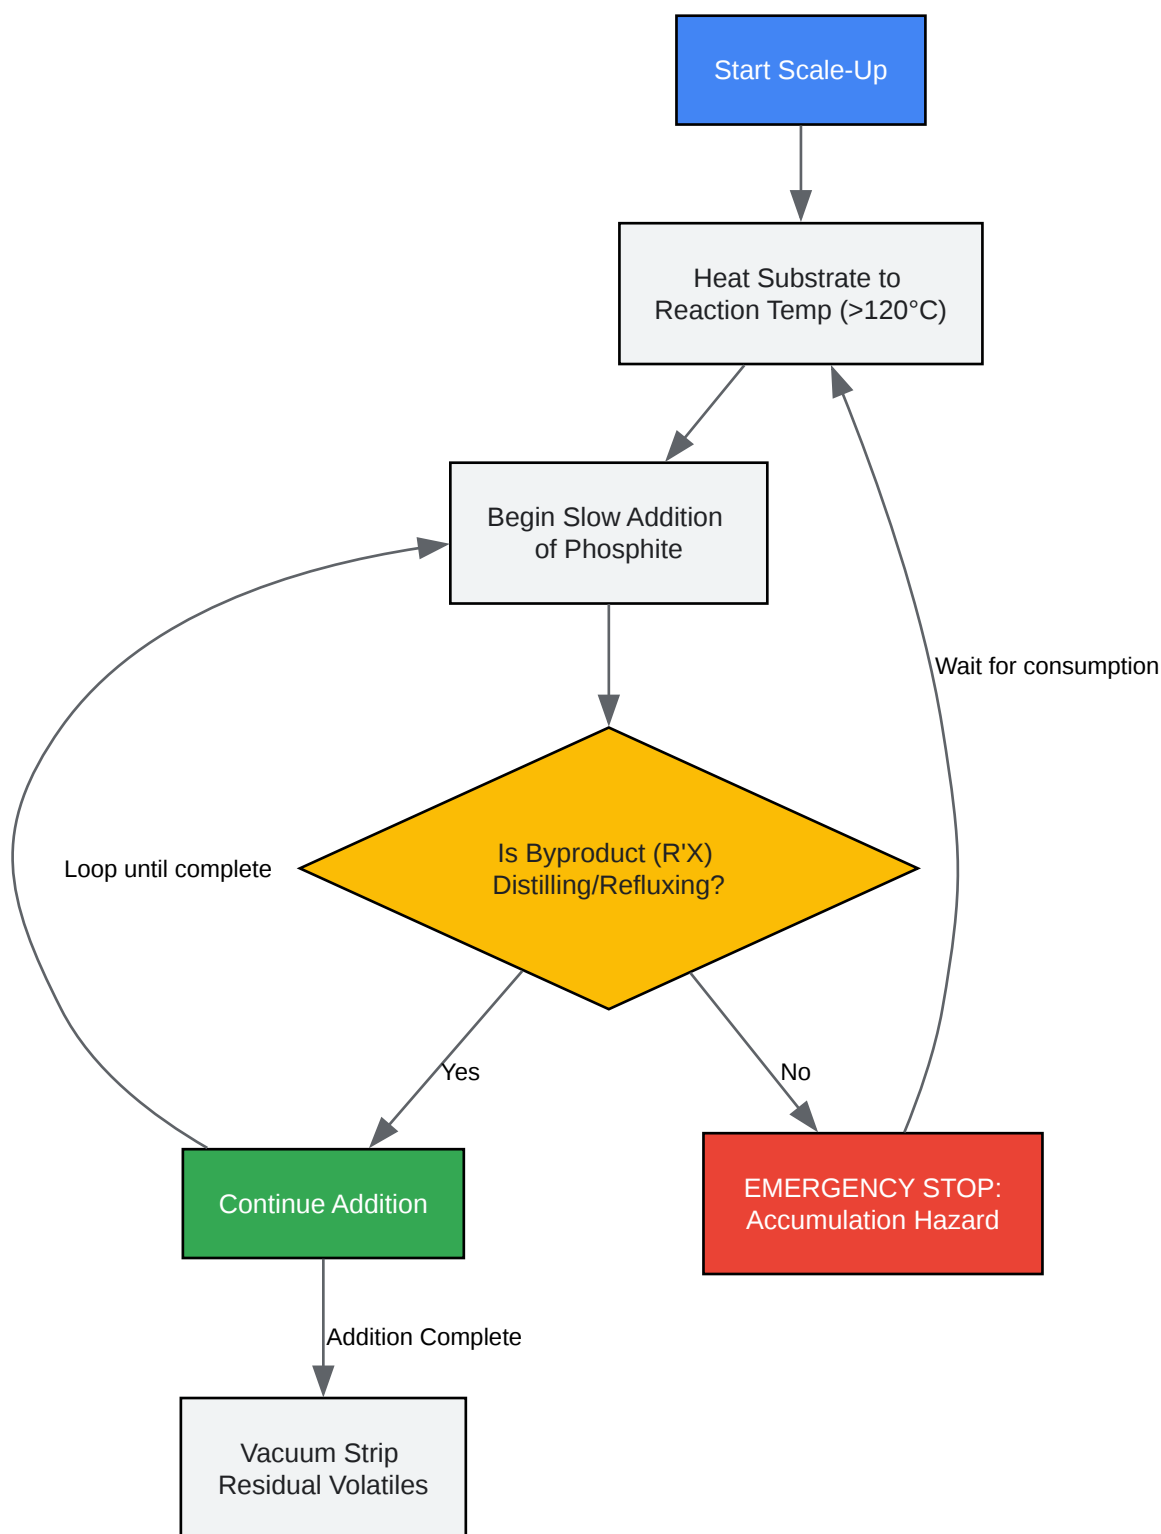 Start Scale-Up
Heat Substrate to
Reaction Temp (>120°C)
Begin Slow Addition
of Phosphite
Wait for consumption
Is Byproduct (R'X)
Distilling/Refluxing?
Loop until complete
Yes
No
Continue Addition
EMERGENCY STOP:
Accumulation Hazard
Addition Complete
Vacuum Strip
Residual Volatiles